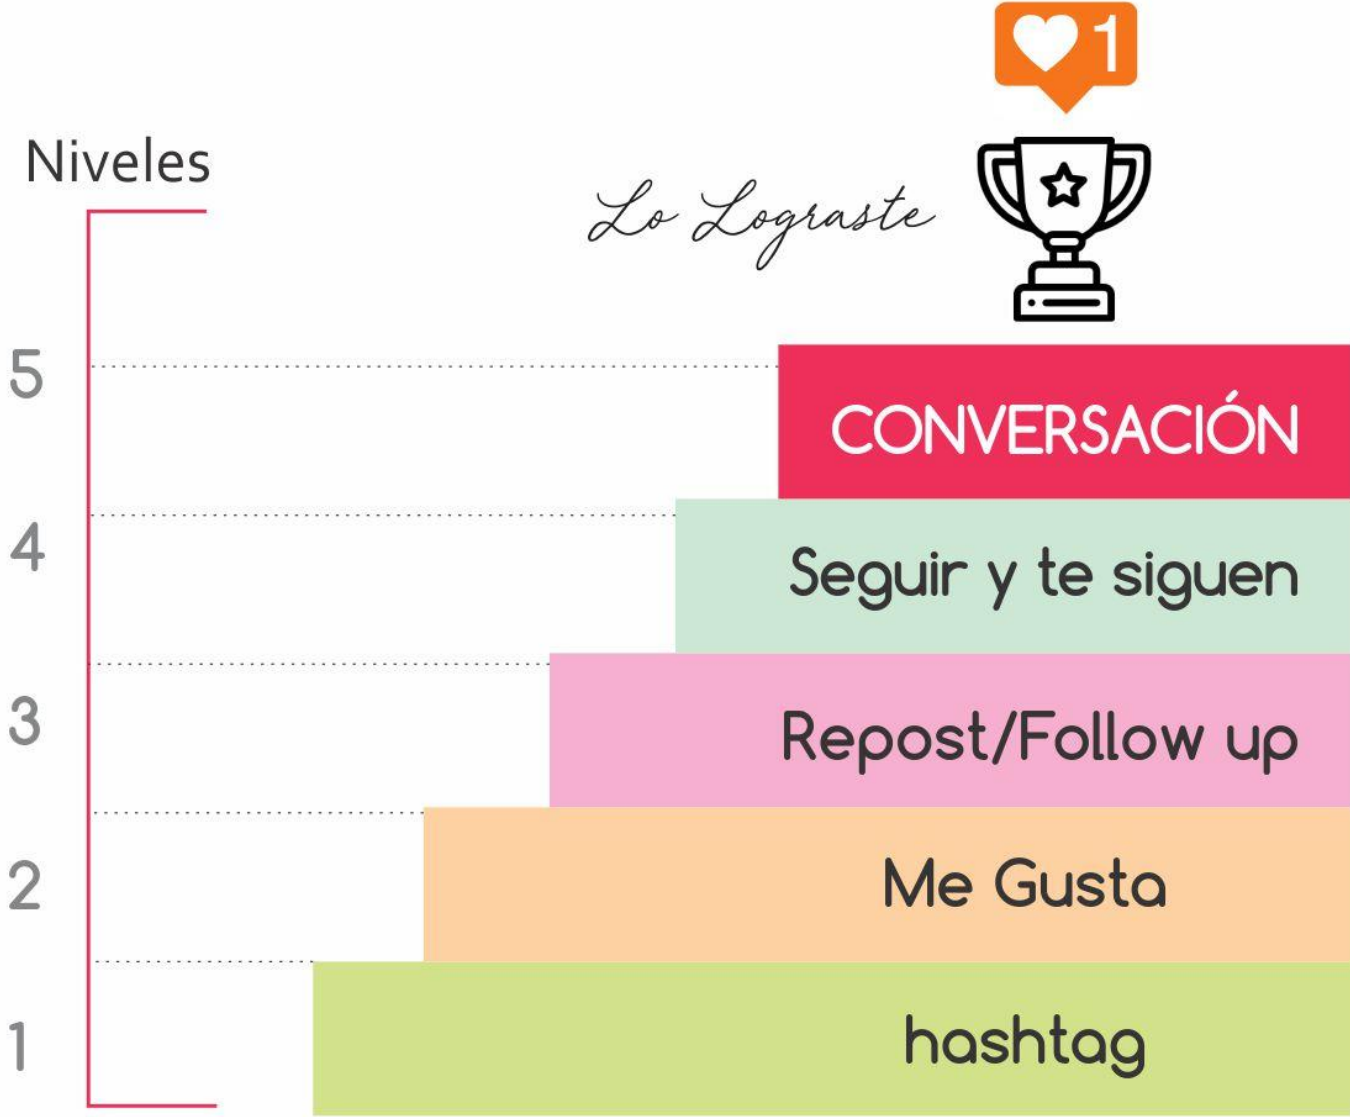 1
Niveles
Lo Lograste
5
CONVERSACIÓN
4
Seguir y te siguen
3
Repost/Follow up
2
Me Gusta
1
hashtag